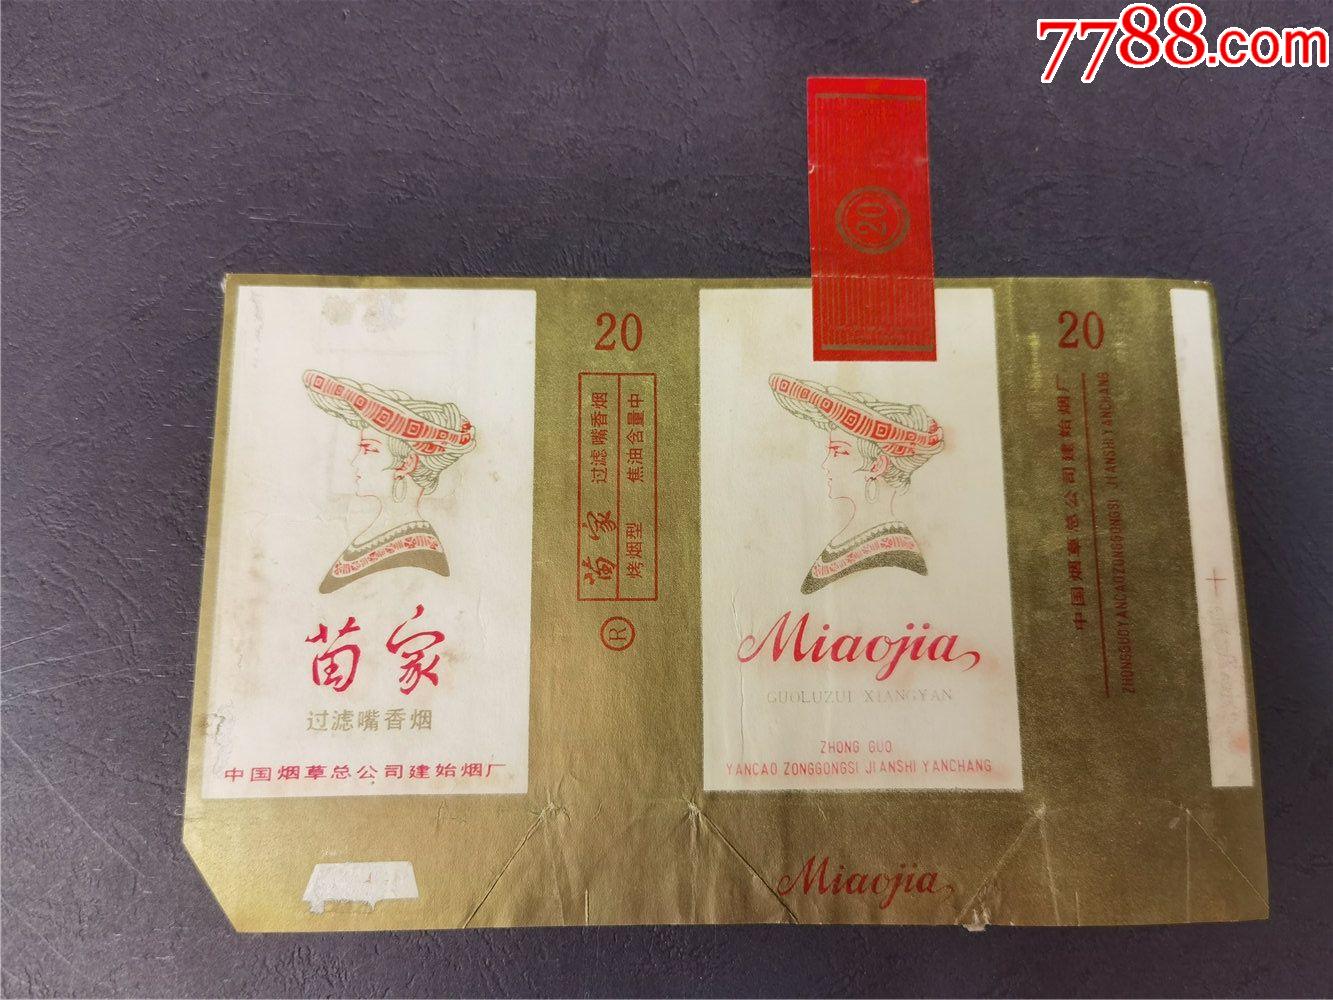 7788.com
20
苗家
过滤嘴香烟
中国烟草总公司建始烟厂
20
苗家 过滤嘴香烟
烤烟型 焦油含量中
R
Miaojia
GUOLUZUI XIANGYAN
ZHONG GUO
YANCAO ZONGGONGSI JIANSHI YANCHANG
Miaojia
20
中国烟草总公司建始烟厂
ZHONGGUOYANCAOZONGGONGSI JIANSHIYANCHANG